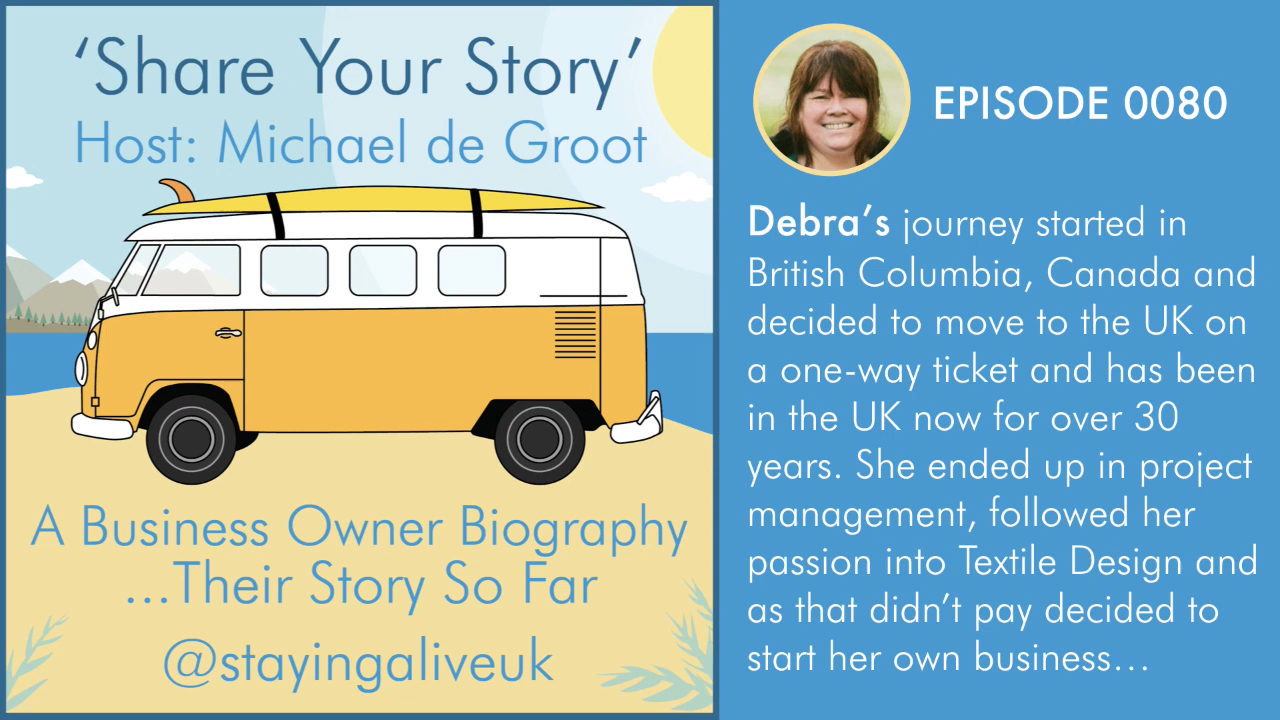 ‘Share Your Story’
Host: Michael de Groot
A Business Owner Biography
...Their Story So Far
@stayingaliveuk
EPISODE 0080
Debra’s journey started in
British Columbia, Canada and
decided to move to the UK on
a one-way ticket and has been
in the UK now for over 30
years. She ended up in project
management, followed her
passion into Textile Design and
as that didn’t pay decided to
start her own business...